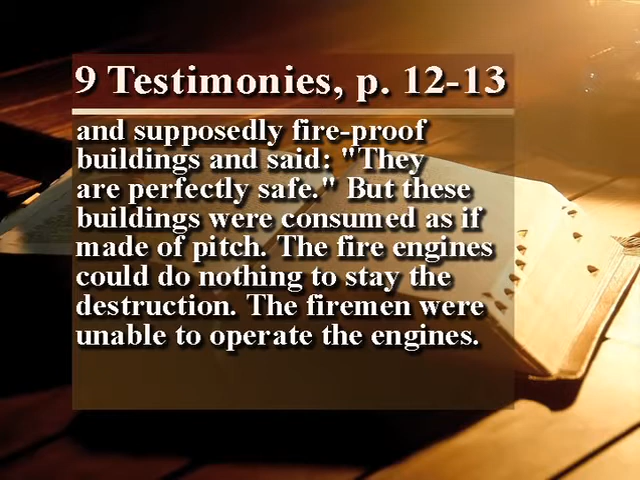 9 Testimonies, p. 12-13
and supposedly fire-proof
buildings and said: "They
are perfectly safe." But these
buildings were consumed as if
made of pitch. The fire engines
could do nothing to stay the
destruction. The firemen were
unable to operate the engines.